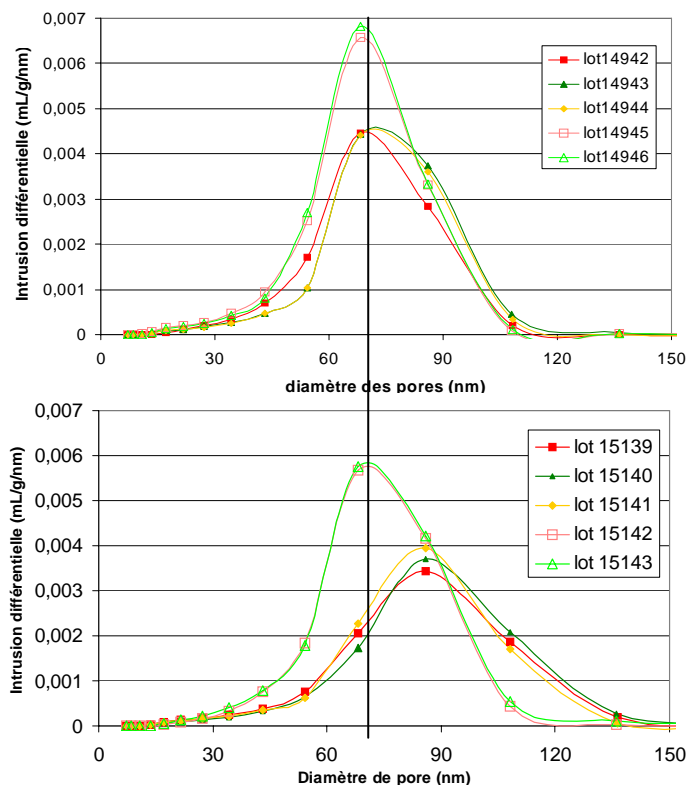 0,007
0,006
0,005
0,004
0,003
0,002
0,001
0
Intrusion différentielle (mL/g/nm)
lot14942
lot14943
lot14944
lot14945
lot14946
0 30 60 90 120 150
diamètre des pores (nm)
0,007
0,006
0,005
0,004
0,003
0,002
0,001
0
Intrusion différentielle (mL/g/nm)
lot 15139
lot 15140
lot 15141
lot 15142
lot 15143
0 30 60 90 120 150
Diamètre de pore (nm)